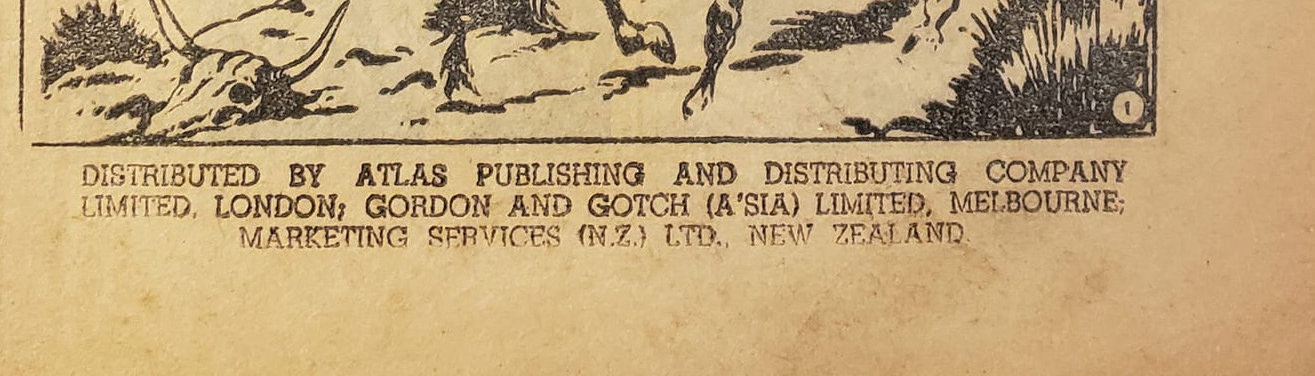 1
DISTRIBUTED BY ATLAS PUBLISHING AND DISTRIBUTING COMPANY
LIMITED, LONDON; GORDON AND GOTCH (A'SIA) LIMITED, MELBOURNE;
MARKETING SERVICES (N.Z.) LTD., NEW ZEALAND.